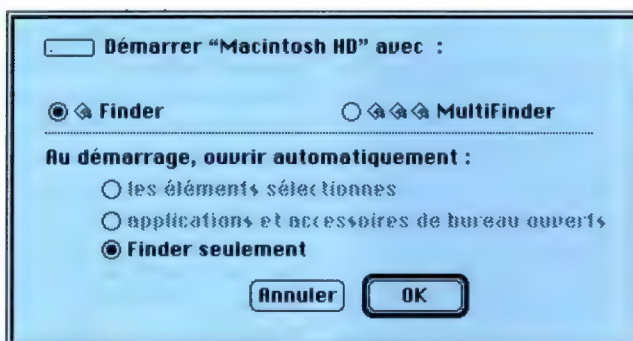 Démarrer “Macintosh HD” avec :
Finder MultiFinder
Au démarrage, ouvrir automatiquement :
les éléments sélectionnes
applications et accessoires de bureau ouverts
Finder seulement
Annuler OK